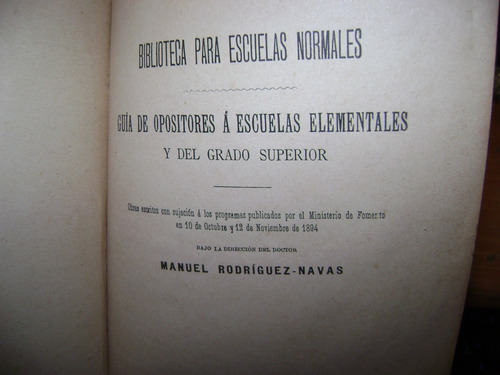 BIBLIOTECA PARA ESCUELAS NORMALES
GUÍA DE OPOSITORES Á ESCUELAS ELEMENTALES
Y DEL GRADO SUPERIOR
Obras escritas con sujeción á los programas publicados por el Ministerio de Fomento
en 10 de Octubre y 12 de Noviembre de 1894
BAJO LA DIRECCIÓN DEL DOCTOR
MANUEL RODRÍGUEZ-NAVAS